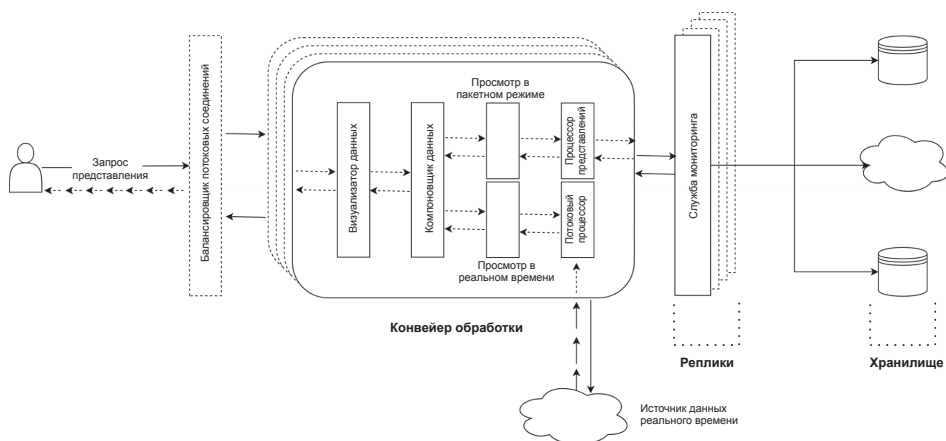 Запрос
представления
Балансировщик потоковых соединений
Визуализатор данных
Компоновщик данных
Просмотр в
пакетном режиме
Процессор
представлений
Потоковый
процессор
Просмотр в
реальном времени
Конвейер обработки
Источник данных
реального времени
Служба мониторинга
Реплики
Хранилище